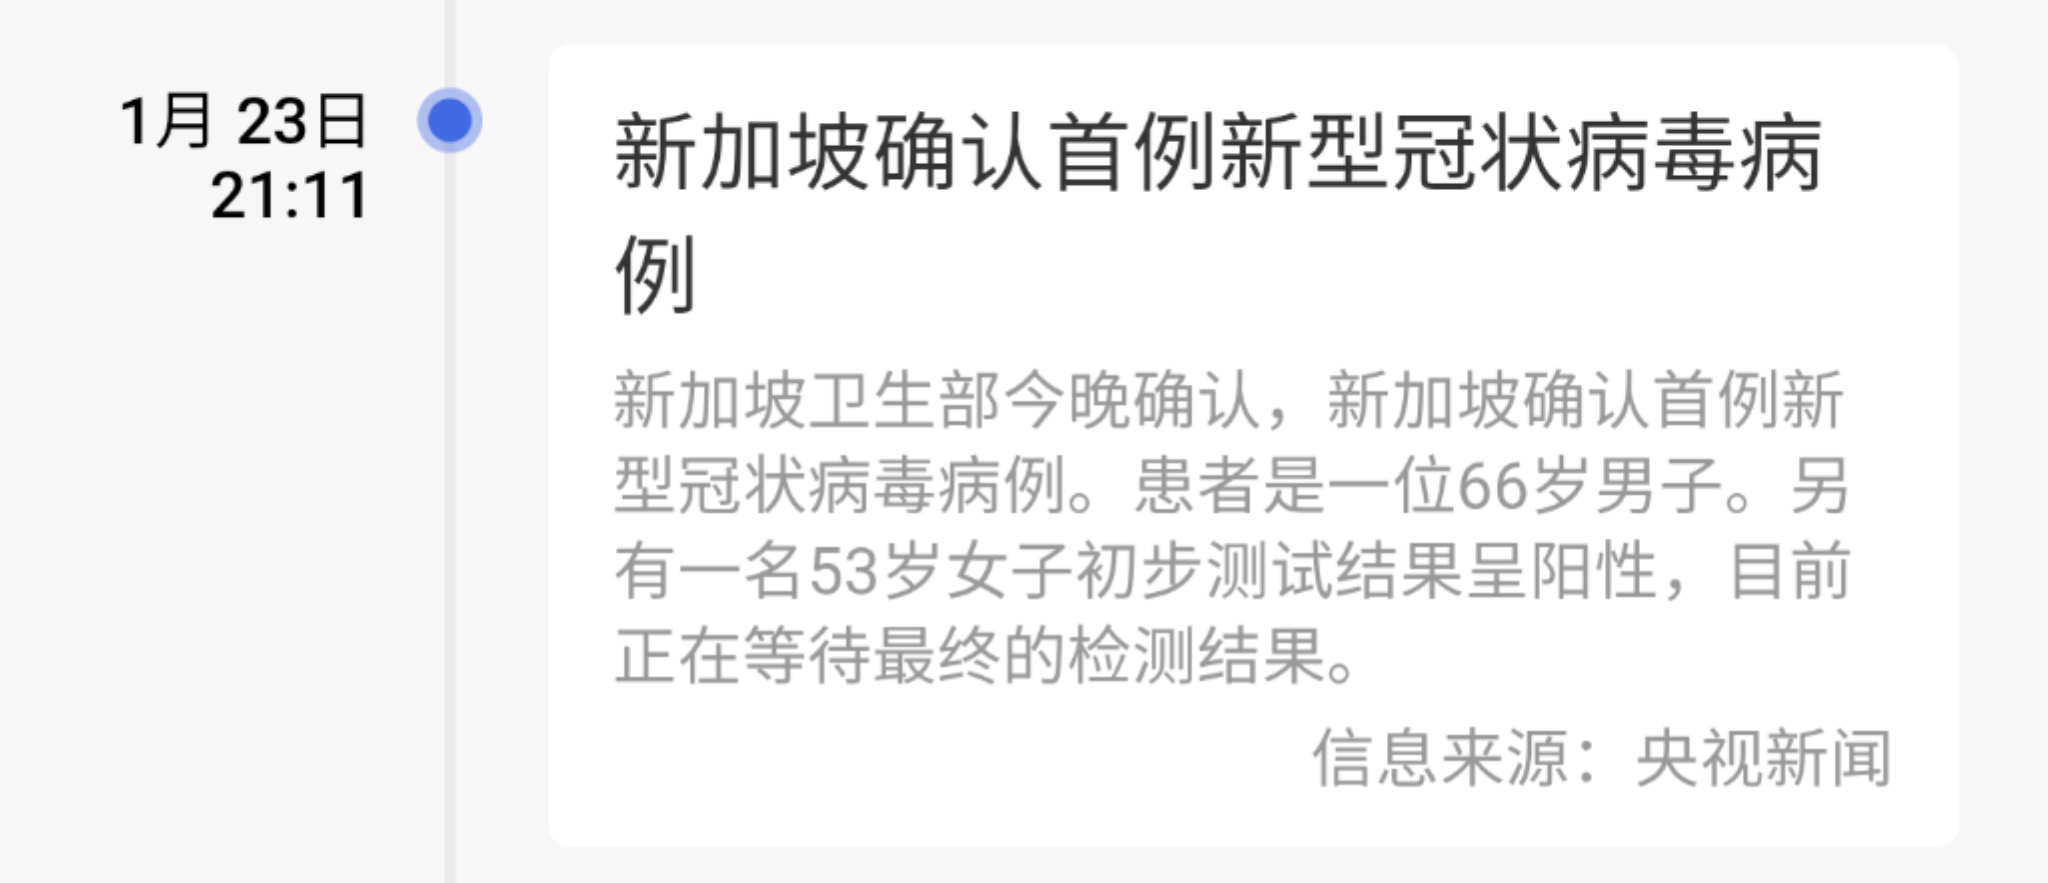 1月 23日
21:11
新加坡确认首例新型冠状病毒病
例
新加坡卫生部今晚确认，新加坡确认首例新
型冠状病毒病例。患者是一位66岁男子。另
有一名53岁女子初步测试结果呈阳性，目前
正在等待最终的检测结果。
信息来源：央视新闻